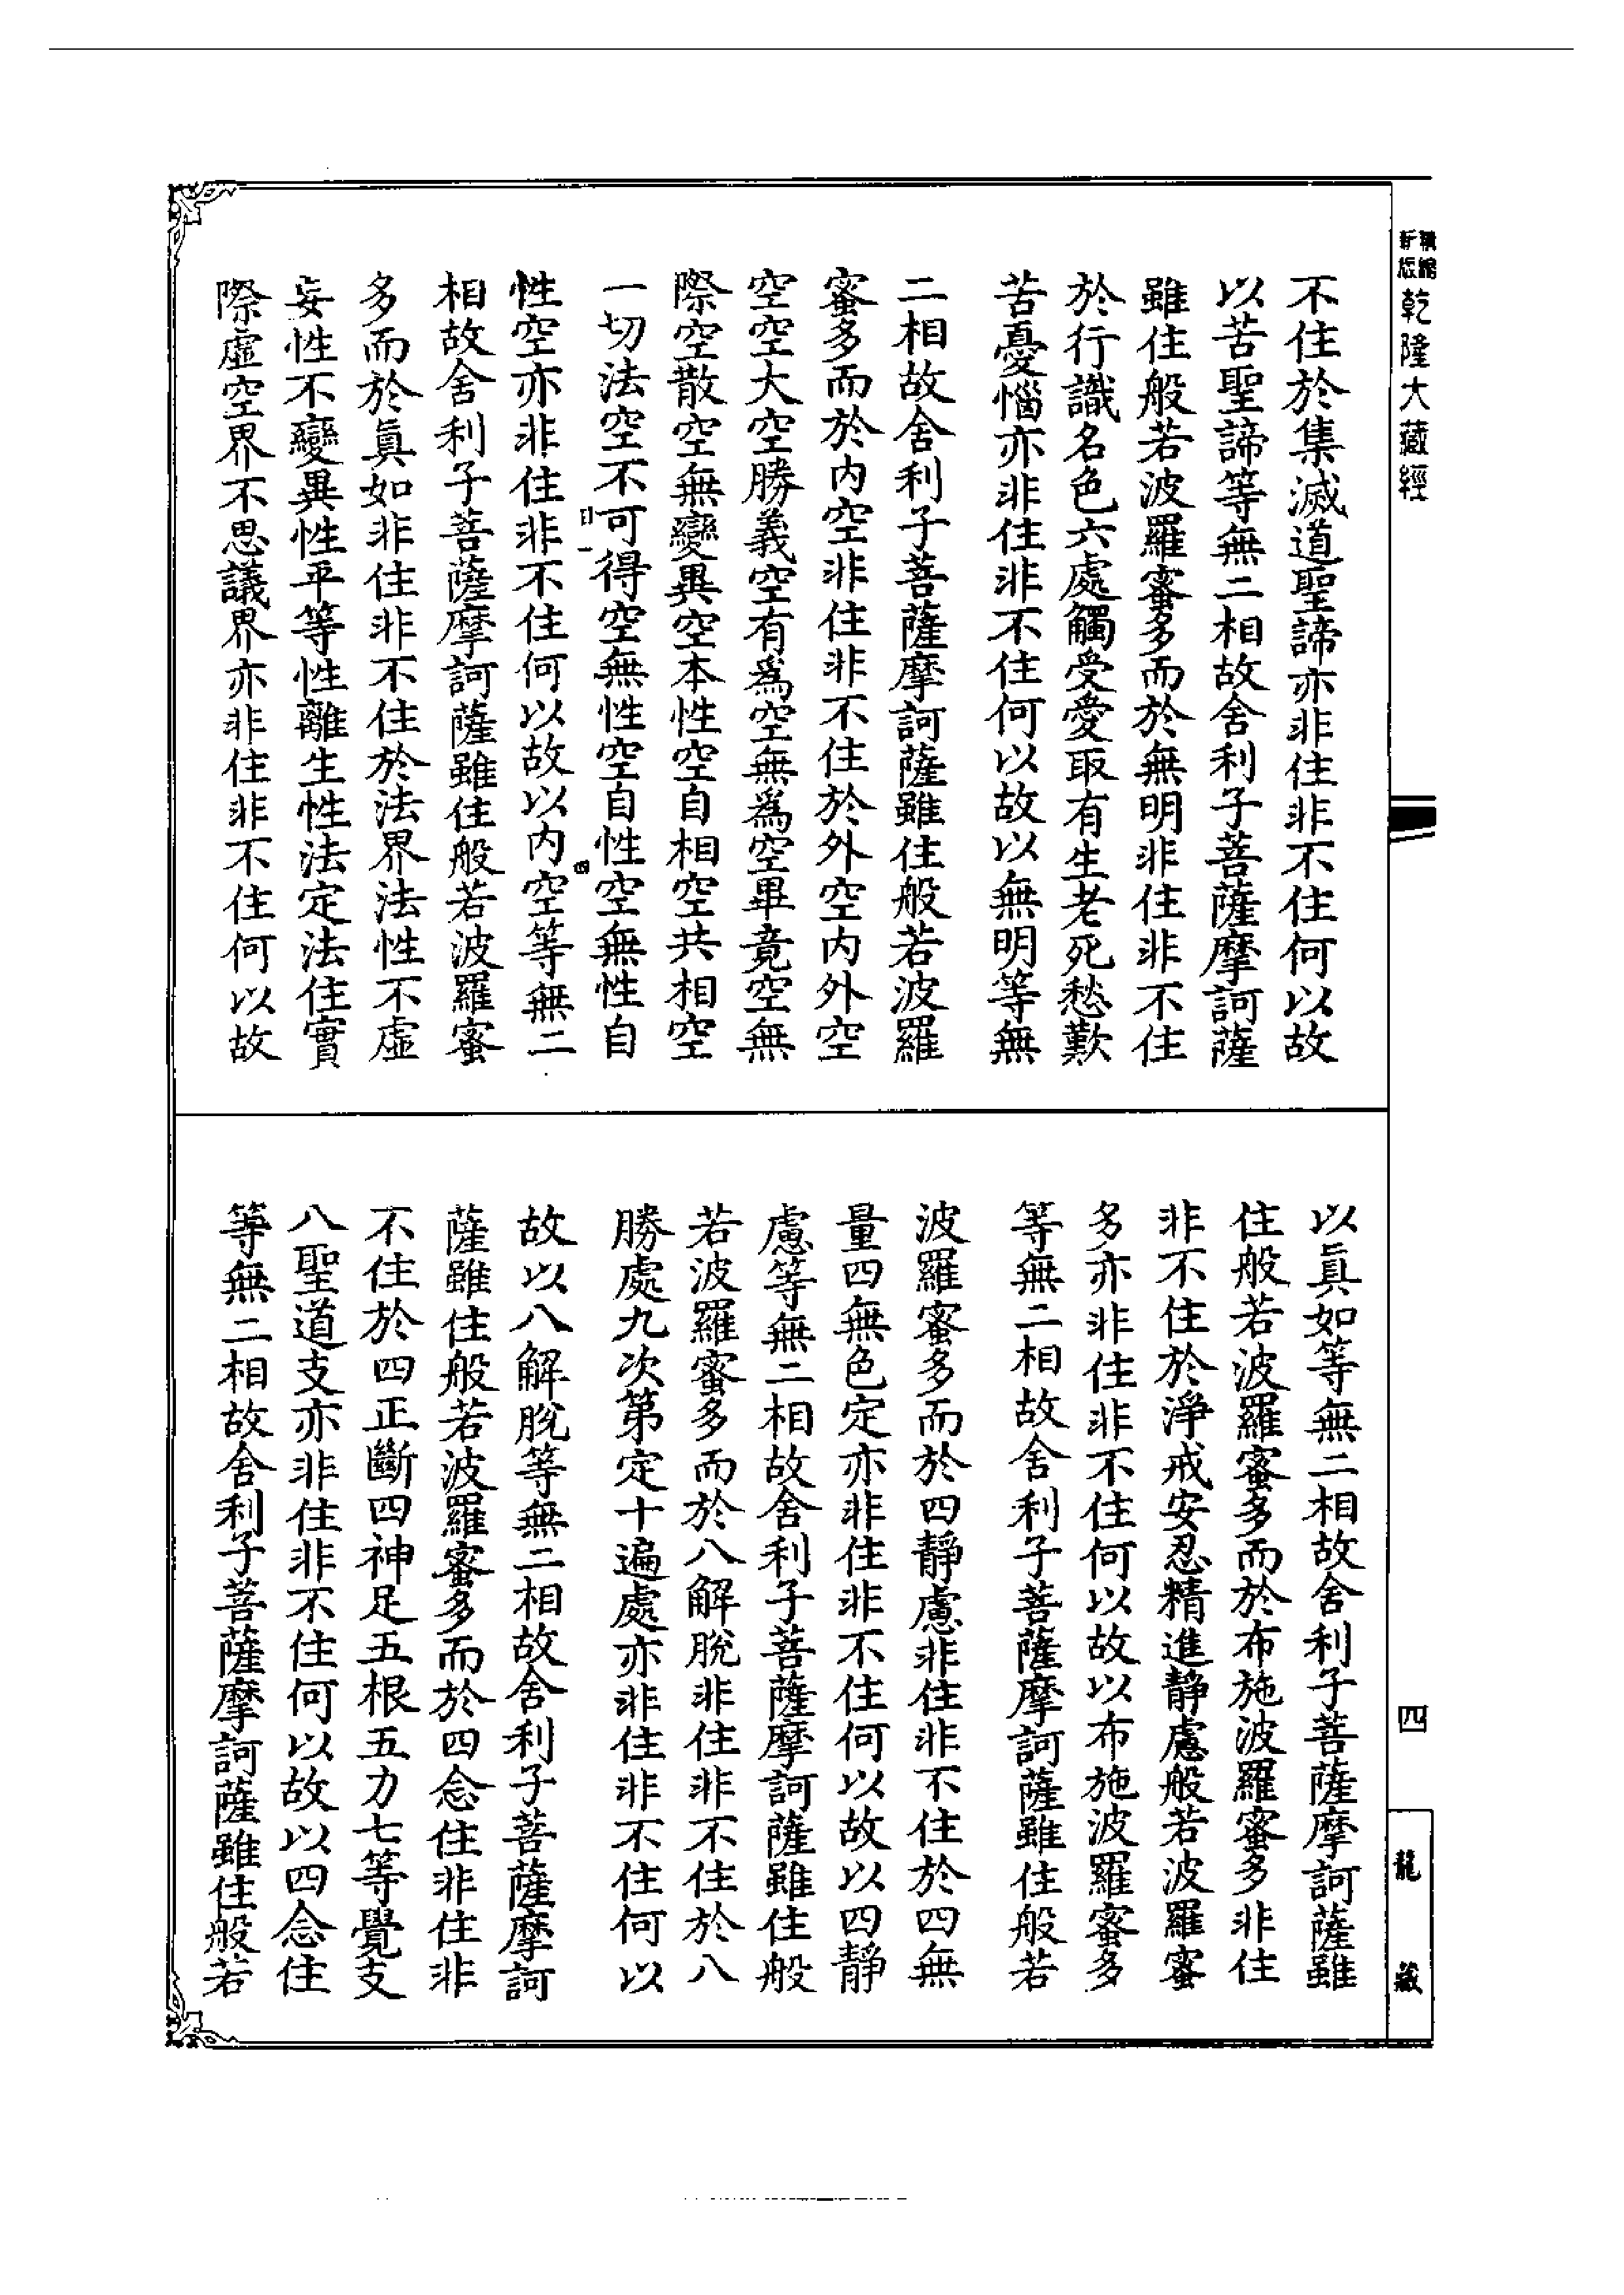 精縮新版乾隆大藏經
四
龍藏
不住於集滅道聖諦亦非住非不住何以故
以苦聖諦等無二相故舍利子菩薩摩訶薩
雖住般若波羅蜜多而於無明非住非不住
於行識名色六處觸受愛取有生老死愁歎
苦憂惱亦非住非不住何以故以無明等無
二相故舍利子菩薩摩訶薩雖住般若波羅
蜜多而於內空非住非不住於外空內外空
空空大空勝義空有爲空無爲空畢竟空無
際空散空無變異空本性空自相空共相空
一切法空不可得空無性空自性空無性自
性空亦非住非不住何以故以內空等無二
相故舍利子菩薩摩訶薩雖住般若波羅蜜
多而於眞如非住非不住於法界法性不虛
妄性不變異性平等性離生性法定法住實
際虛空界不思議界亦非住非不住何以故
以眞如等無二相故舍利子菩薩摩訶薩雖
住般若波羅蜜多而於布施波羅蜜多非住
非不住於淨戒安忍精進靜慮般若波羅蜜
多亦非住非不住何以故以布施波羅蜜多
等無二相故舍利子菩薩摩訶薩雖住般若
波羅蜜多而於四靜慮非住非不住於四無
量四無色定亦非住非不住何以故以四靜
慮等無二相故舍利子菩薩摩訶薩雖住般
若波羅蜜多而於八解脫非住非不住於八
勝處九次第定十遍處亦非住非不住何以
故以八解脫等無二相故舍利子菩薩摩訶
薩雖住般若波羅蜜多而於四念住非住非
不住於四正斷四神足五根五力七等覺支
八聖道支亦非住非不住何以故以四念住
等無二相故舍利子菩薩摩訶薩雖住般若